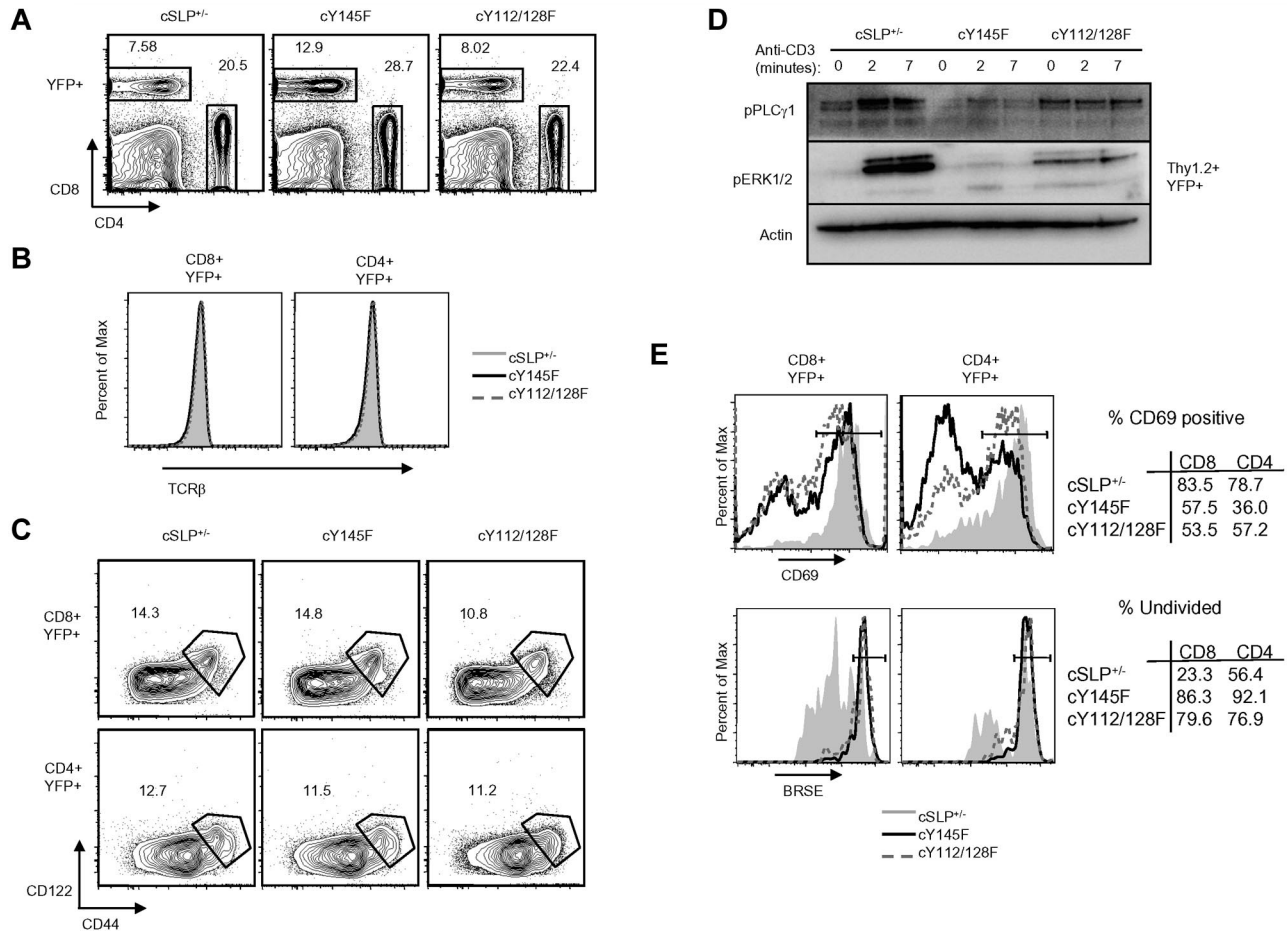 A
cSLP+/-
cY145F
cY112/128F
YFP+
7.58
20.5
12.9
28.7
8.02
22.4
CD8
CD4
B
CD8+
YFP+
CD4+
YFP+
Percent of Max
TCRβ
cSLP+/-
cY145F
cY112/128F
C
cSLP+/-
cY145F
cY112/128F
CD8+
YFP+
14.3
14.8
10.8
CD4+
YFP+
12.7
11.5
11.2
CD122
CD44
D
cSLP+/-
cY145F
cY112/128F
Anti-CD3
(minutes):
0 2 7 0 2 7 0 2 7
pPLCγ1
pERK1/2
Actin
Thy1.2+
YFP+
E
CD8+
YFP+
CD4+
YFP+
Percent of Max
CD69
% CD69 positive
CD8 CD4
cSLP+/- 83.5 78.7
cY145F 57.5 36.0
cY112/128F 53.5 57.2
Percent of Max
BRSE
% Undivided
CD8 CD4
cSLP+/- 23.3 56.4
cY145F 86.3 92.1
cY112/128F 79.6 76.9
cSLP+/-
cY145F
cY112/128F